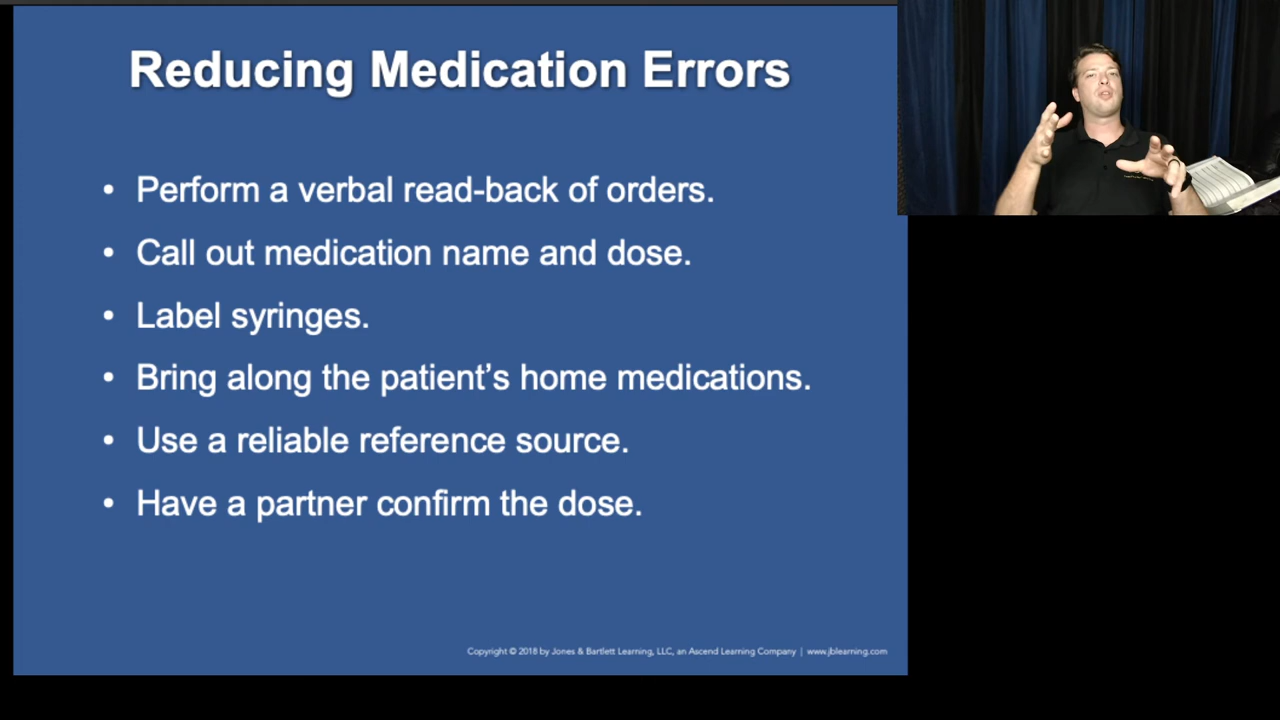 Reducing Medication Errors
• Perform a verbal read-back of orders.
• Call out medication name and dose.
• Label syringes.
• Bring along the patient’s home medications.
• Use a reliable reference source.
• Have a partner confirm the dose.
Copyright © 2018 by Jones & Bartlett Learning, LLC, an Ascend Learning Company | www.jblearning.com